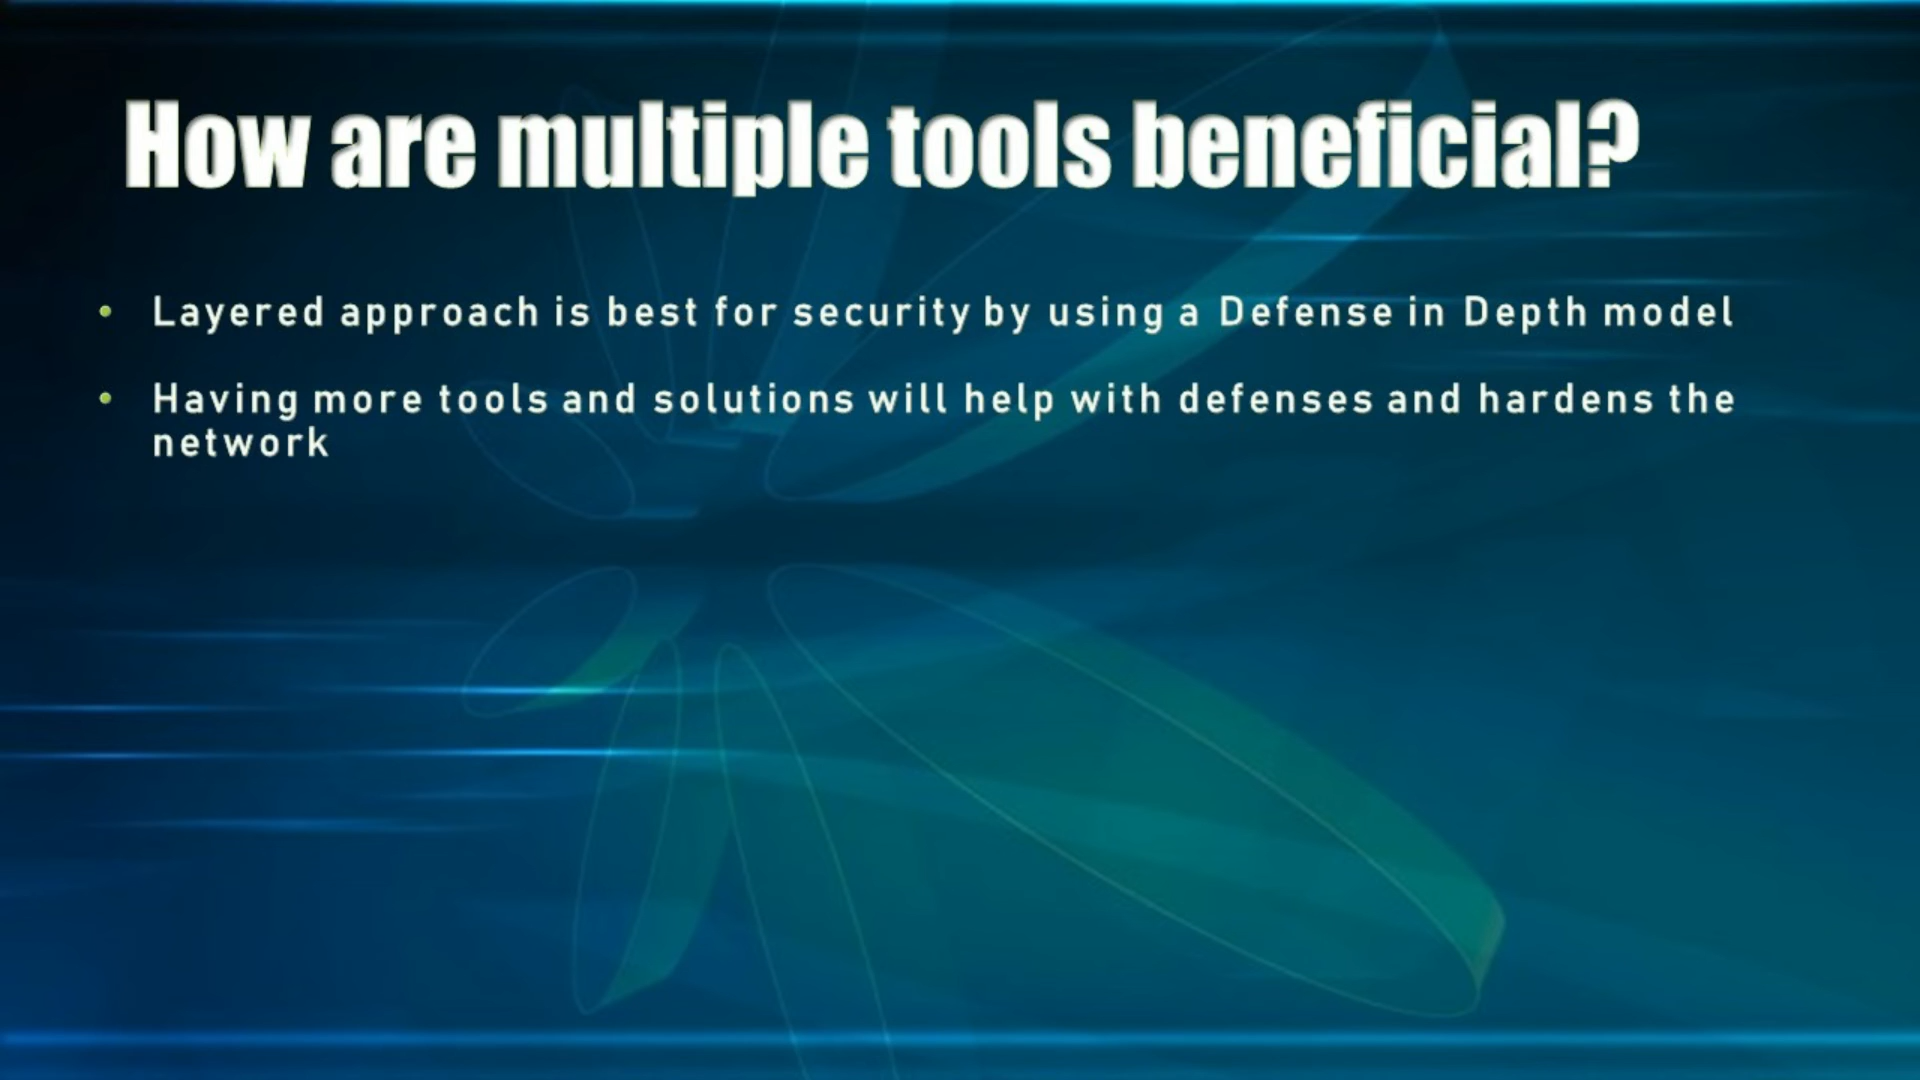 How are multiple tools beneficial?
• Layered approach is best for security by using a Defense in Depth model
• Having more tools and solutions will help with defenses and hardens the
network